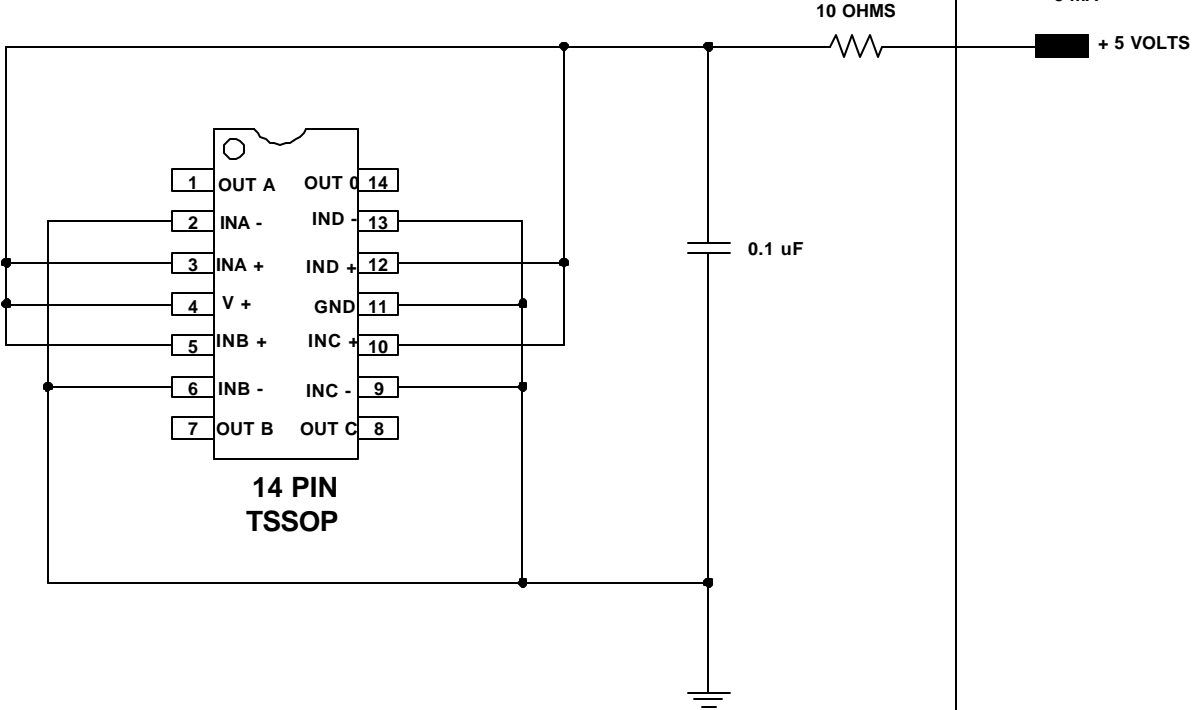 10 OHMS
+ 5 VOLTS
1 OUT A OUT 0 14
2 INA - IND - 13
3 INA + IND + 12
4 V + GND 11
5 INB + INC + 10
6 INB - INC - 9
7 OUT B OUT C 8
0.1 uF
14 PIN
TSSOP